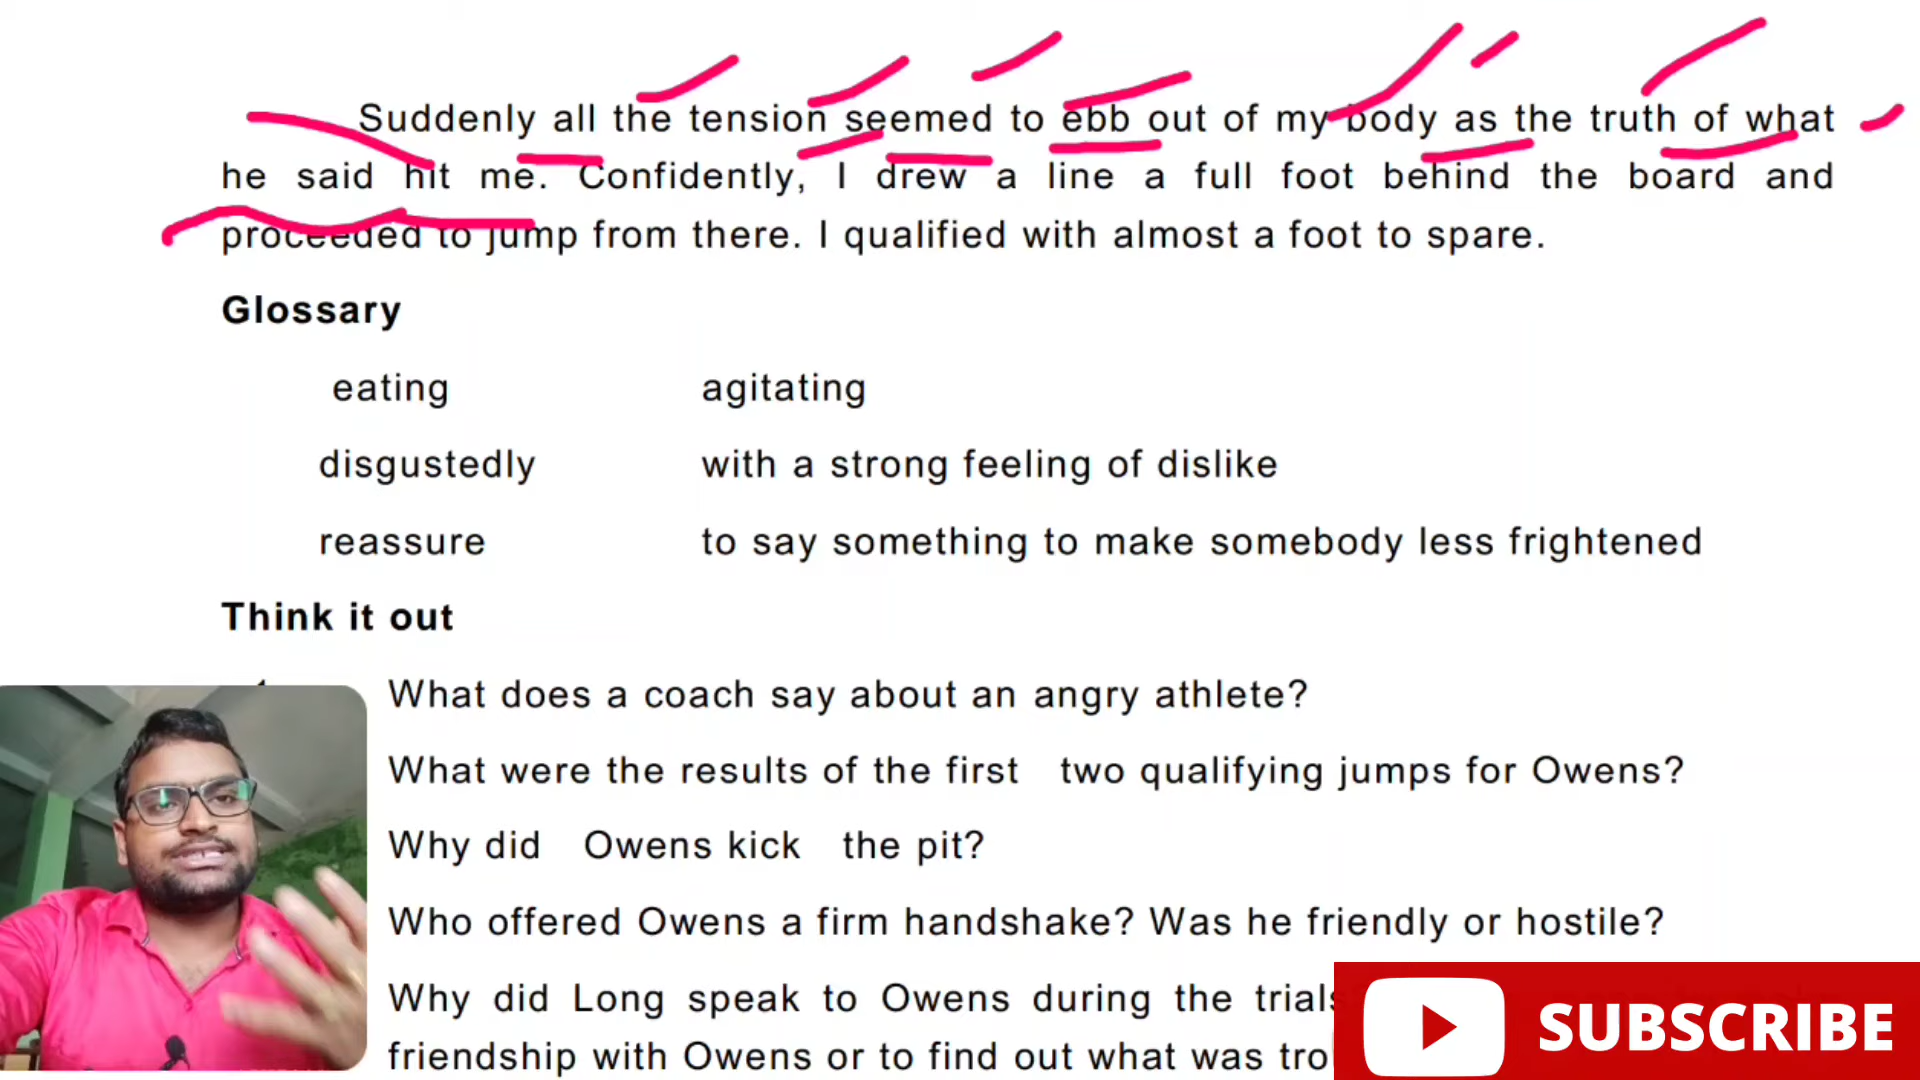 Suddenly all the tension seemed to ebb out of my body as the truth of what
he said hit me. Confidently, I drew a line a full foot behind the board and
proceeded to jump from there. I qualified with almost a foot to spare.
Glossary
eating agitating
disgustedly with a strong feeling of dislike
reassure to say something to make somebody less frightened
Think it out
What does a coach say about an angry athlete?
What were the results of the first two qualifying jumps for Owens?
Why did Owens kick the pit?
Who offered Owens a firm handshake? Was he friendly or hostile?
Why did Long speak to Owens during the trials
friendship with Owens or to find out what was
SUBSCRIBE